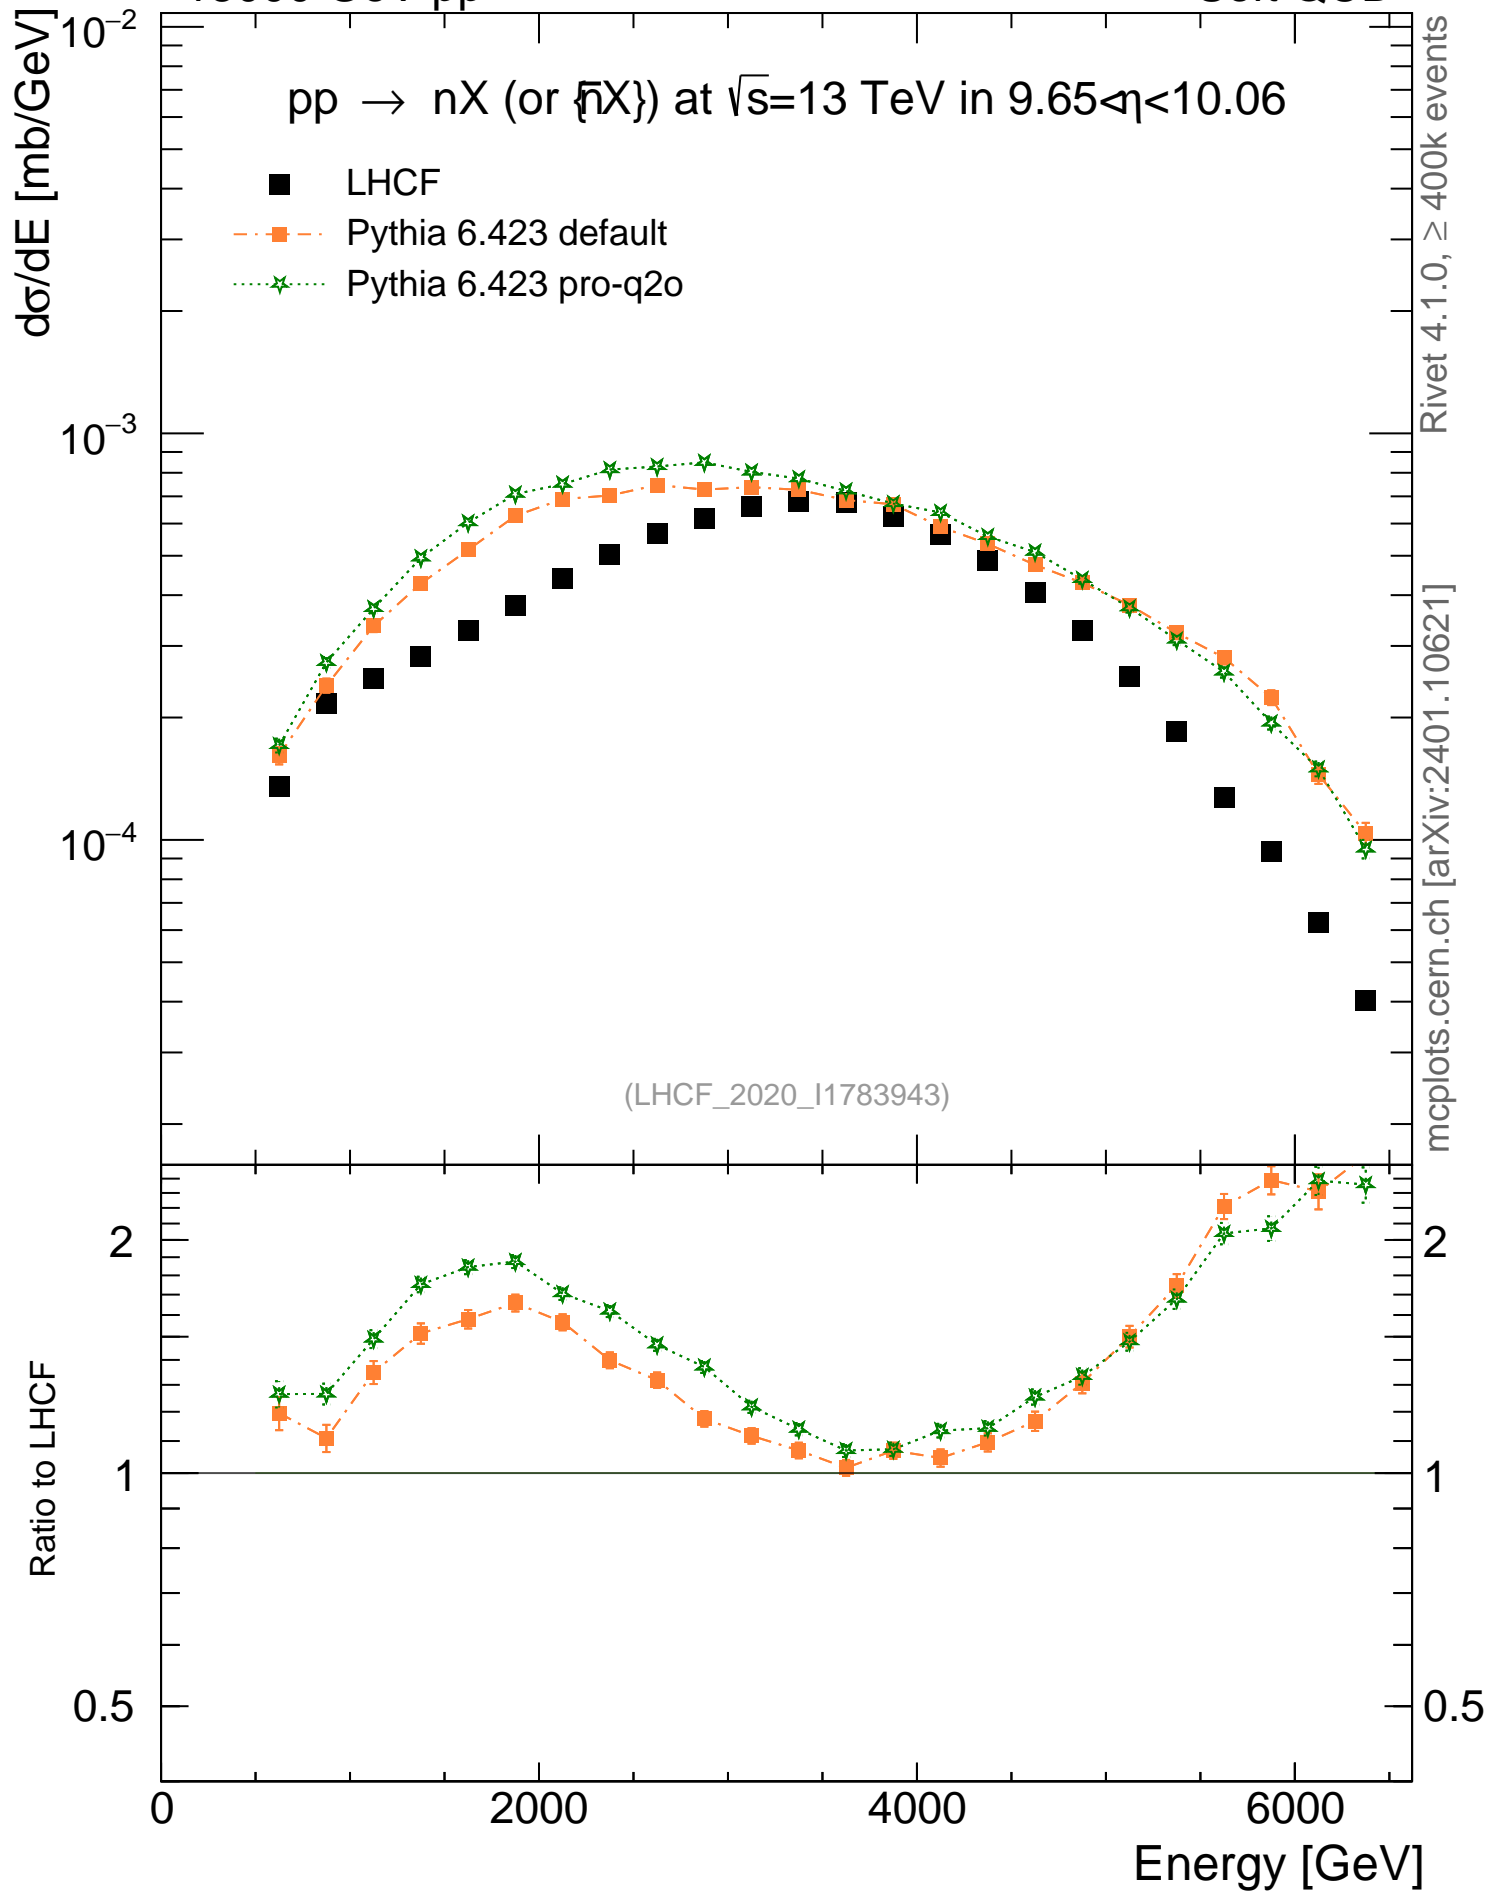 dσ/dE [mb/GeV]
10⁻²
10⁻³
10⁻⁴
pp → nX (or {n̄X}) at √s=13 TeV in 9.65<η<10.06
LHCF
Pythia 6.423 default
Pythia 6.423 pro-q2o
(LHCF_2020_I1783943)
Rivet 4.1.0, ≥ 400k events
mcplots.cern.ch [arXiv:2401.10621]
Ratio to LHCF
2
1
0.5
2
1
0.5
0
2000
4000
6000
Energy [GeV]